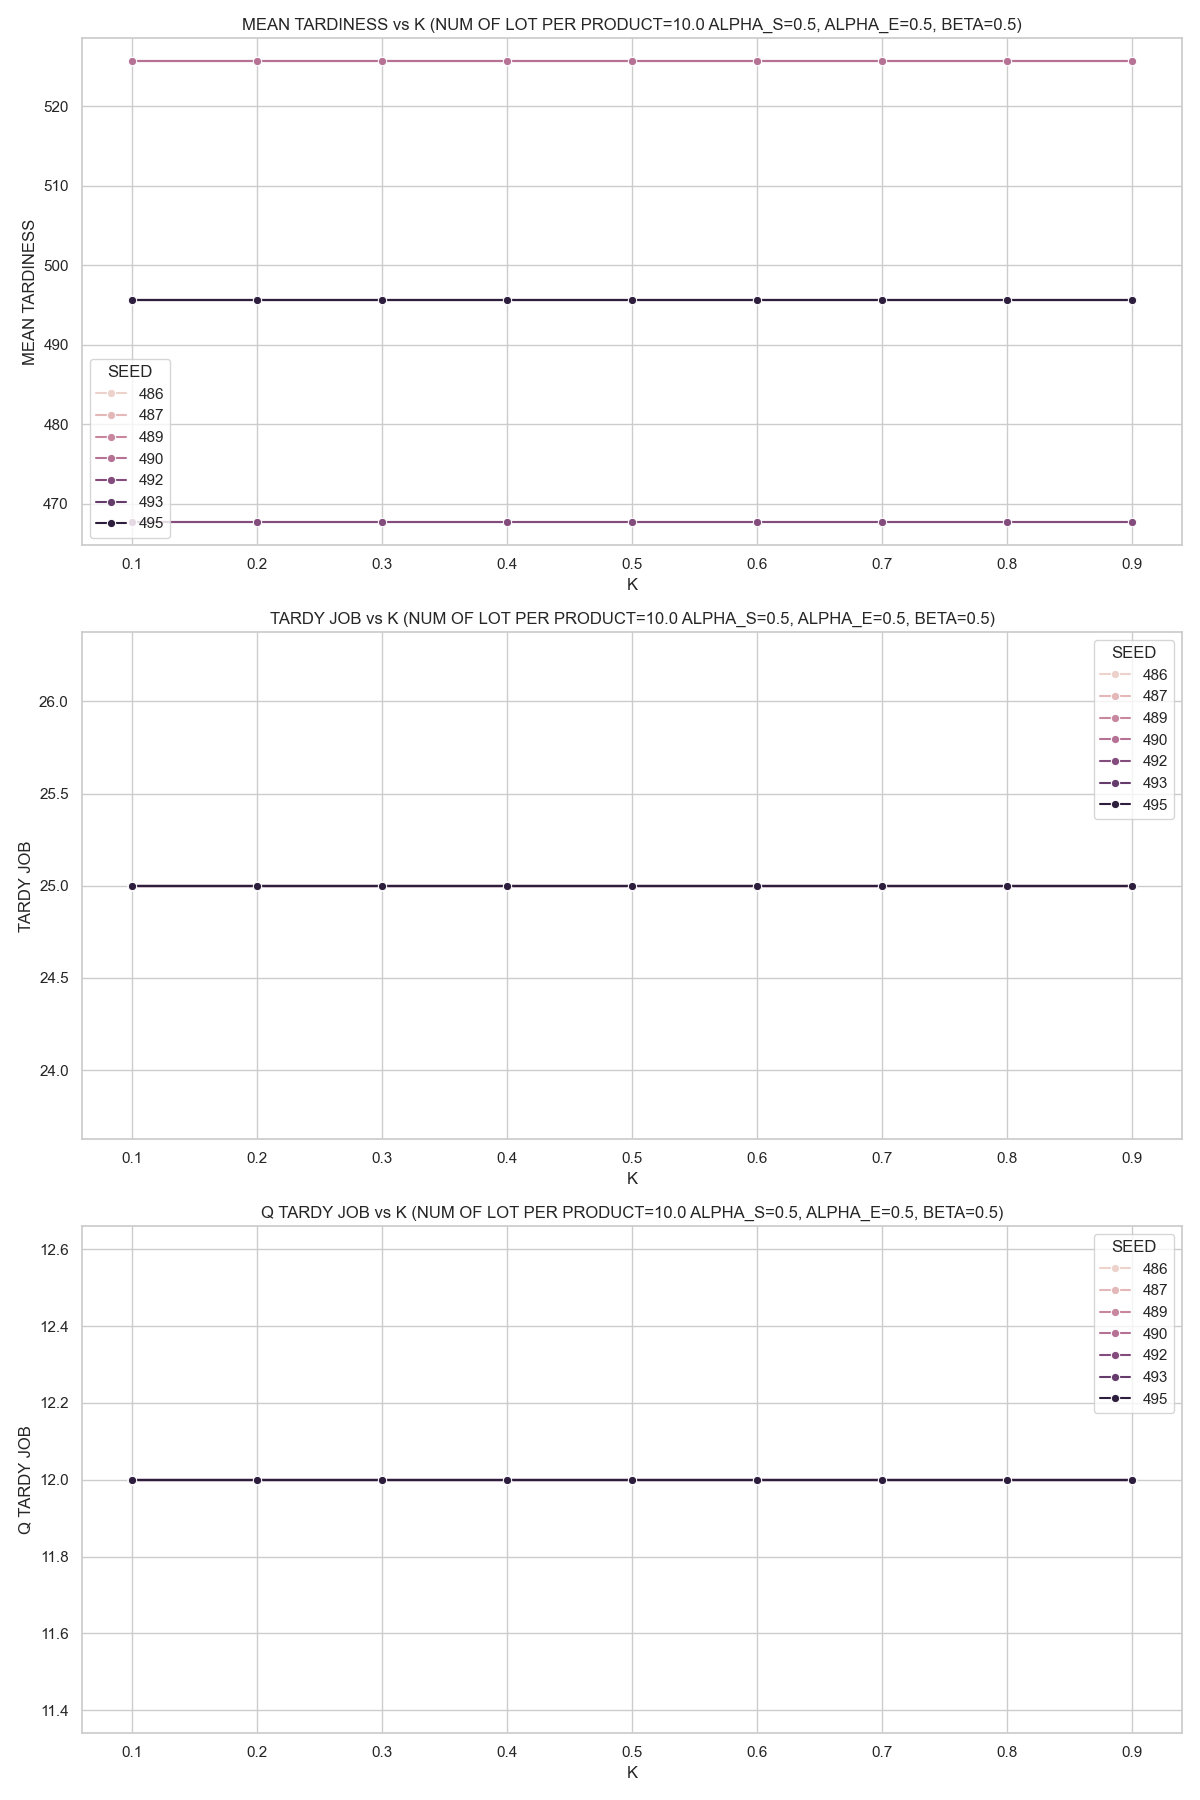 MEAN TARDINESS vs K (NUM OF LOT PER PRODUCT=10.0 ALPHA_S=0.5, ALPHA_E=0.5, BETA=0.5)
520
510
500
490
480
470
MEAN TARDINESS
SEED
486
487
489
490
492
493
495
0.1 0.2 0.3 0.4 0.5 0.6 0.7 0.8 0.9
K
TARDY JOB vs K (NUM OF LOT PER PRODUCT=10.0 ALPHA_S=0.5, ALPHA_E=0.5, BETA=0.5)
26.0
25.5
25.0
24.5
24.0
TARDY JOB
SEED
486
487
489
490
492
493
495
0.1 0.2 0.3 0.4 0.5 0.6 0.7 0.8 0.9
K
Q TARDY JOB vs K (NUM OF LOT PER PRODUCT=10.0 ALPHA_S=0.5, ALPHA_E=0.5, BETA=0.5)
12.6
12.4
12.2
12.0
11.8
11.6
11.4
Q TARDY JOB
SEED
486
487
489
490
492
493
495
0.1 0.2 0.3 0.4 0.5 0.6 0.7 0.8 0.9
K